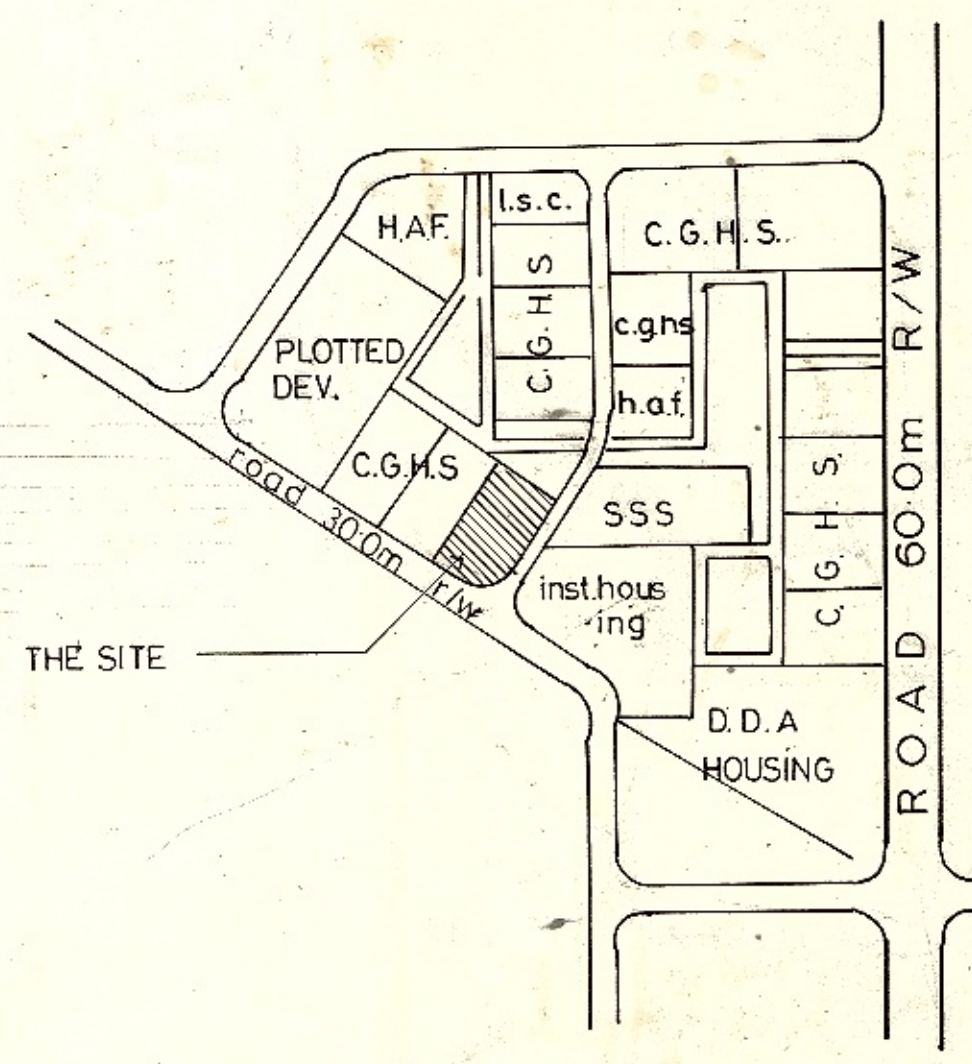 l.s.c.
H.A.F.
C. G. H. S.
C. G. H. S
c.g.hs
PLOTTED
DEV.
h.a.f.
C.G.H.S
road 30·0m r/w
SSS
C. G. H. S.
ROAD 60·0m R/W
inst.hous
ing
THE SITE
D. D. A
HOUSING